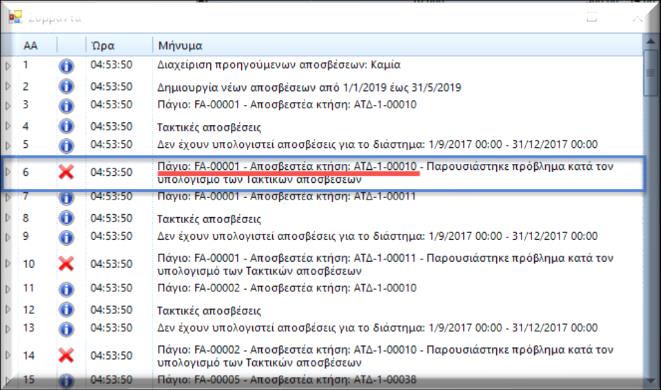 Συμβάντα
ΑΑ Ώρα Μήνυμα
1 04:53:50 Διαχείριση προηγούμενων αποσβέσεων: Καμία
2 04:53:50 Δημιουργία νέων αποσβέσεων από 1/1/2019 έως 31/5/2019
3 04:53:50 Πάγιο: FA-00001 - Αποσβεστέα κτήση: ΑΤΔ-1-00010
4 04:53:50 Τακτικές αποσβέσεις
5 04:53:50 Δεν έχουν υπολογιστεί αποσβέσεις για το διάστημα: 1/9/2017 00:00 - 31/12/2017 00:00
6 04:53:50 Πάγιο: FA-00001 - Αποσβεστέα κτήση: ΑΤΔ-1-00010 - Παρουσιάστηκε πρόβλημα κατά τον
υπολογισμό των Τακτικών αποσβέσεων
7 04:53:50 Πάγιο: FA-00001 - Αποσβεστέα κτήση: ΑΤΔ-1-00011
8 04:53:50 Τακτικές αποσβέσεις
9 04:53:50 Δεν έχουν υπολογιστεί αποσβέσεις για το διάστημα: 1/9/2017 00:00 - 31/12/2017 00:00
10 04:53:50 Πάγιο: FA-00001 - Αποσβεστέα κτήση: ΑΤΔ-1-00011 - Παρουσιάστηκε πρόβλημα κατά τον
υπολογισμό των Τακτικών αποσβέσεων
11 04:53:50 Πάγιο: FA-00002 - Αποσβεστέα κτήση: ΑΤΔ-1-00010
12 04:53:50 Τακτικές αποσβέσεις
13 04:53:50 Δεν έχουν υπολογιστεί αποσβέσεις για το διάστημα: 1/9/2017 00:00 - 31/12/2017 00:00
14 04:53:50 Πάγιο: FA-00002 - Αποσβεστέα κτήση: ΑΤΔ-1-00010 - Παρουσιάστηκε πρόβλημα κατά τον
υπολογισμό των Τακτικών αποσβέσεων
15 04:53:50 Πάγιο: FA-00005 - Αποσβεστέα κτήση: ΑΤΔ-1-00038